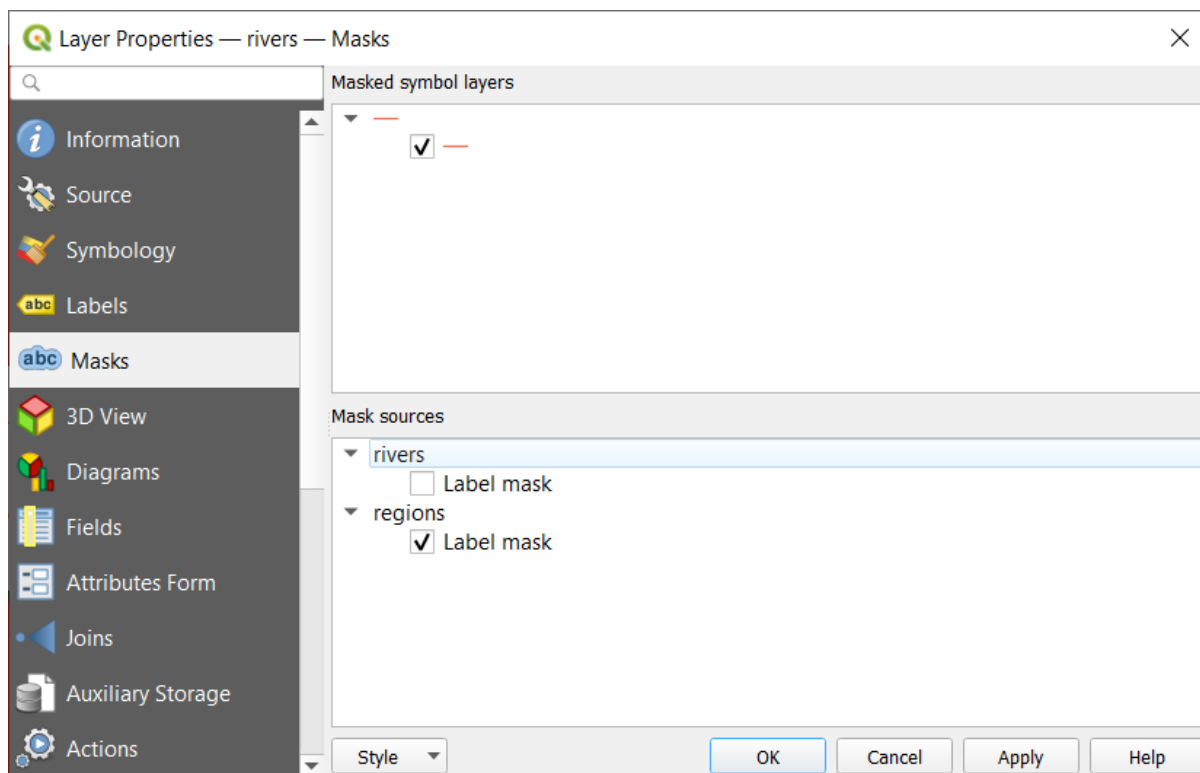 Layer Properties — rivers — Masks
Masked symbol layers
Information
Source
Symbology
abc Labels
abc Masks
3D View
Diagrams
Fields
Attributes Form
Joins
Auxiliary Storage
Actions
Mask sources
rivers
Label mask
regions
Label mask
Style
OK
Cancel
Apply
Help